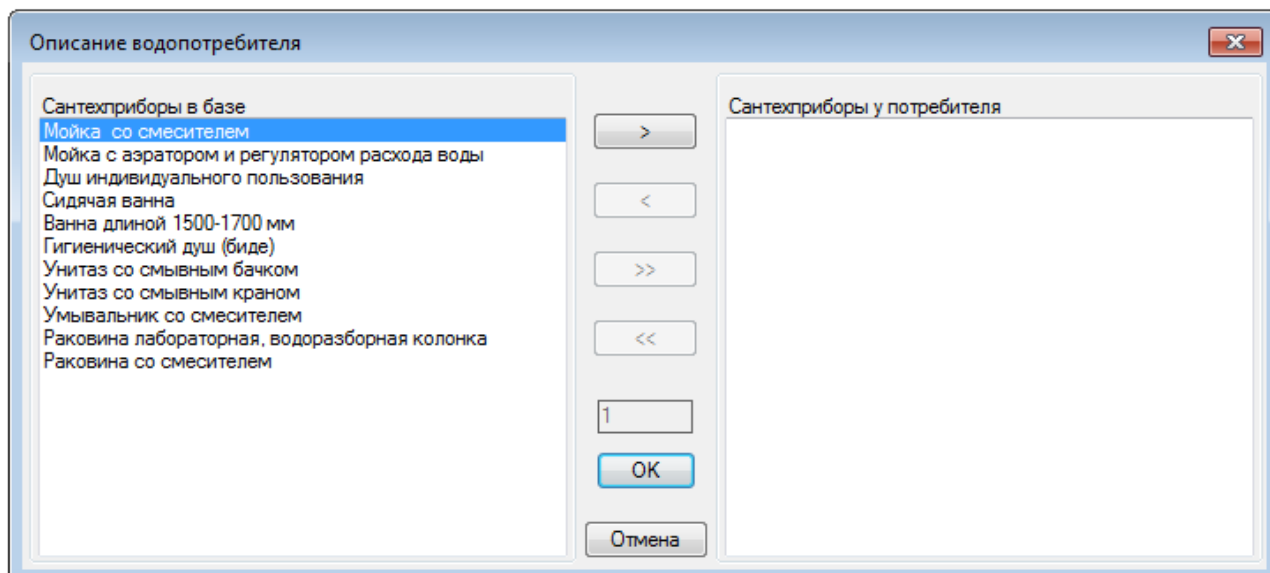 Описание водопотребителя
Сантехприборы в базе
Мойка  со смесителем
Мойка с аэратором и регулятором расхода воды
Душ индивидуального пользования
Сидячая ванна
Ванна длиной 1500-1700 мм
Гигиенический душ (биде)
Унитаз со смывным бачком
Унитаз со смывным краном
Умывальник со смесителем
Раковина лабораторная, водоразборная колонка
Раковина со смесителем
>
<
>>
<<
1
OK
Отмена
Сантехприборы у потребителя